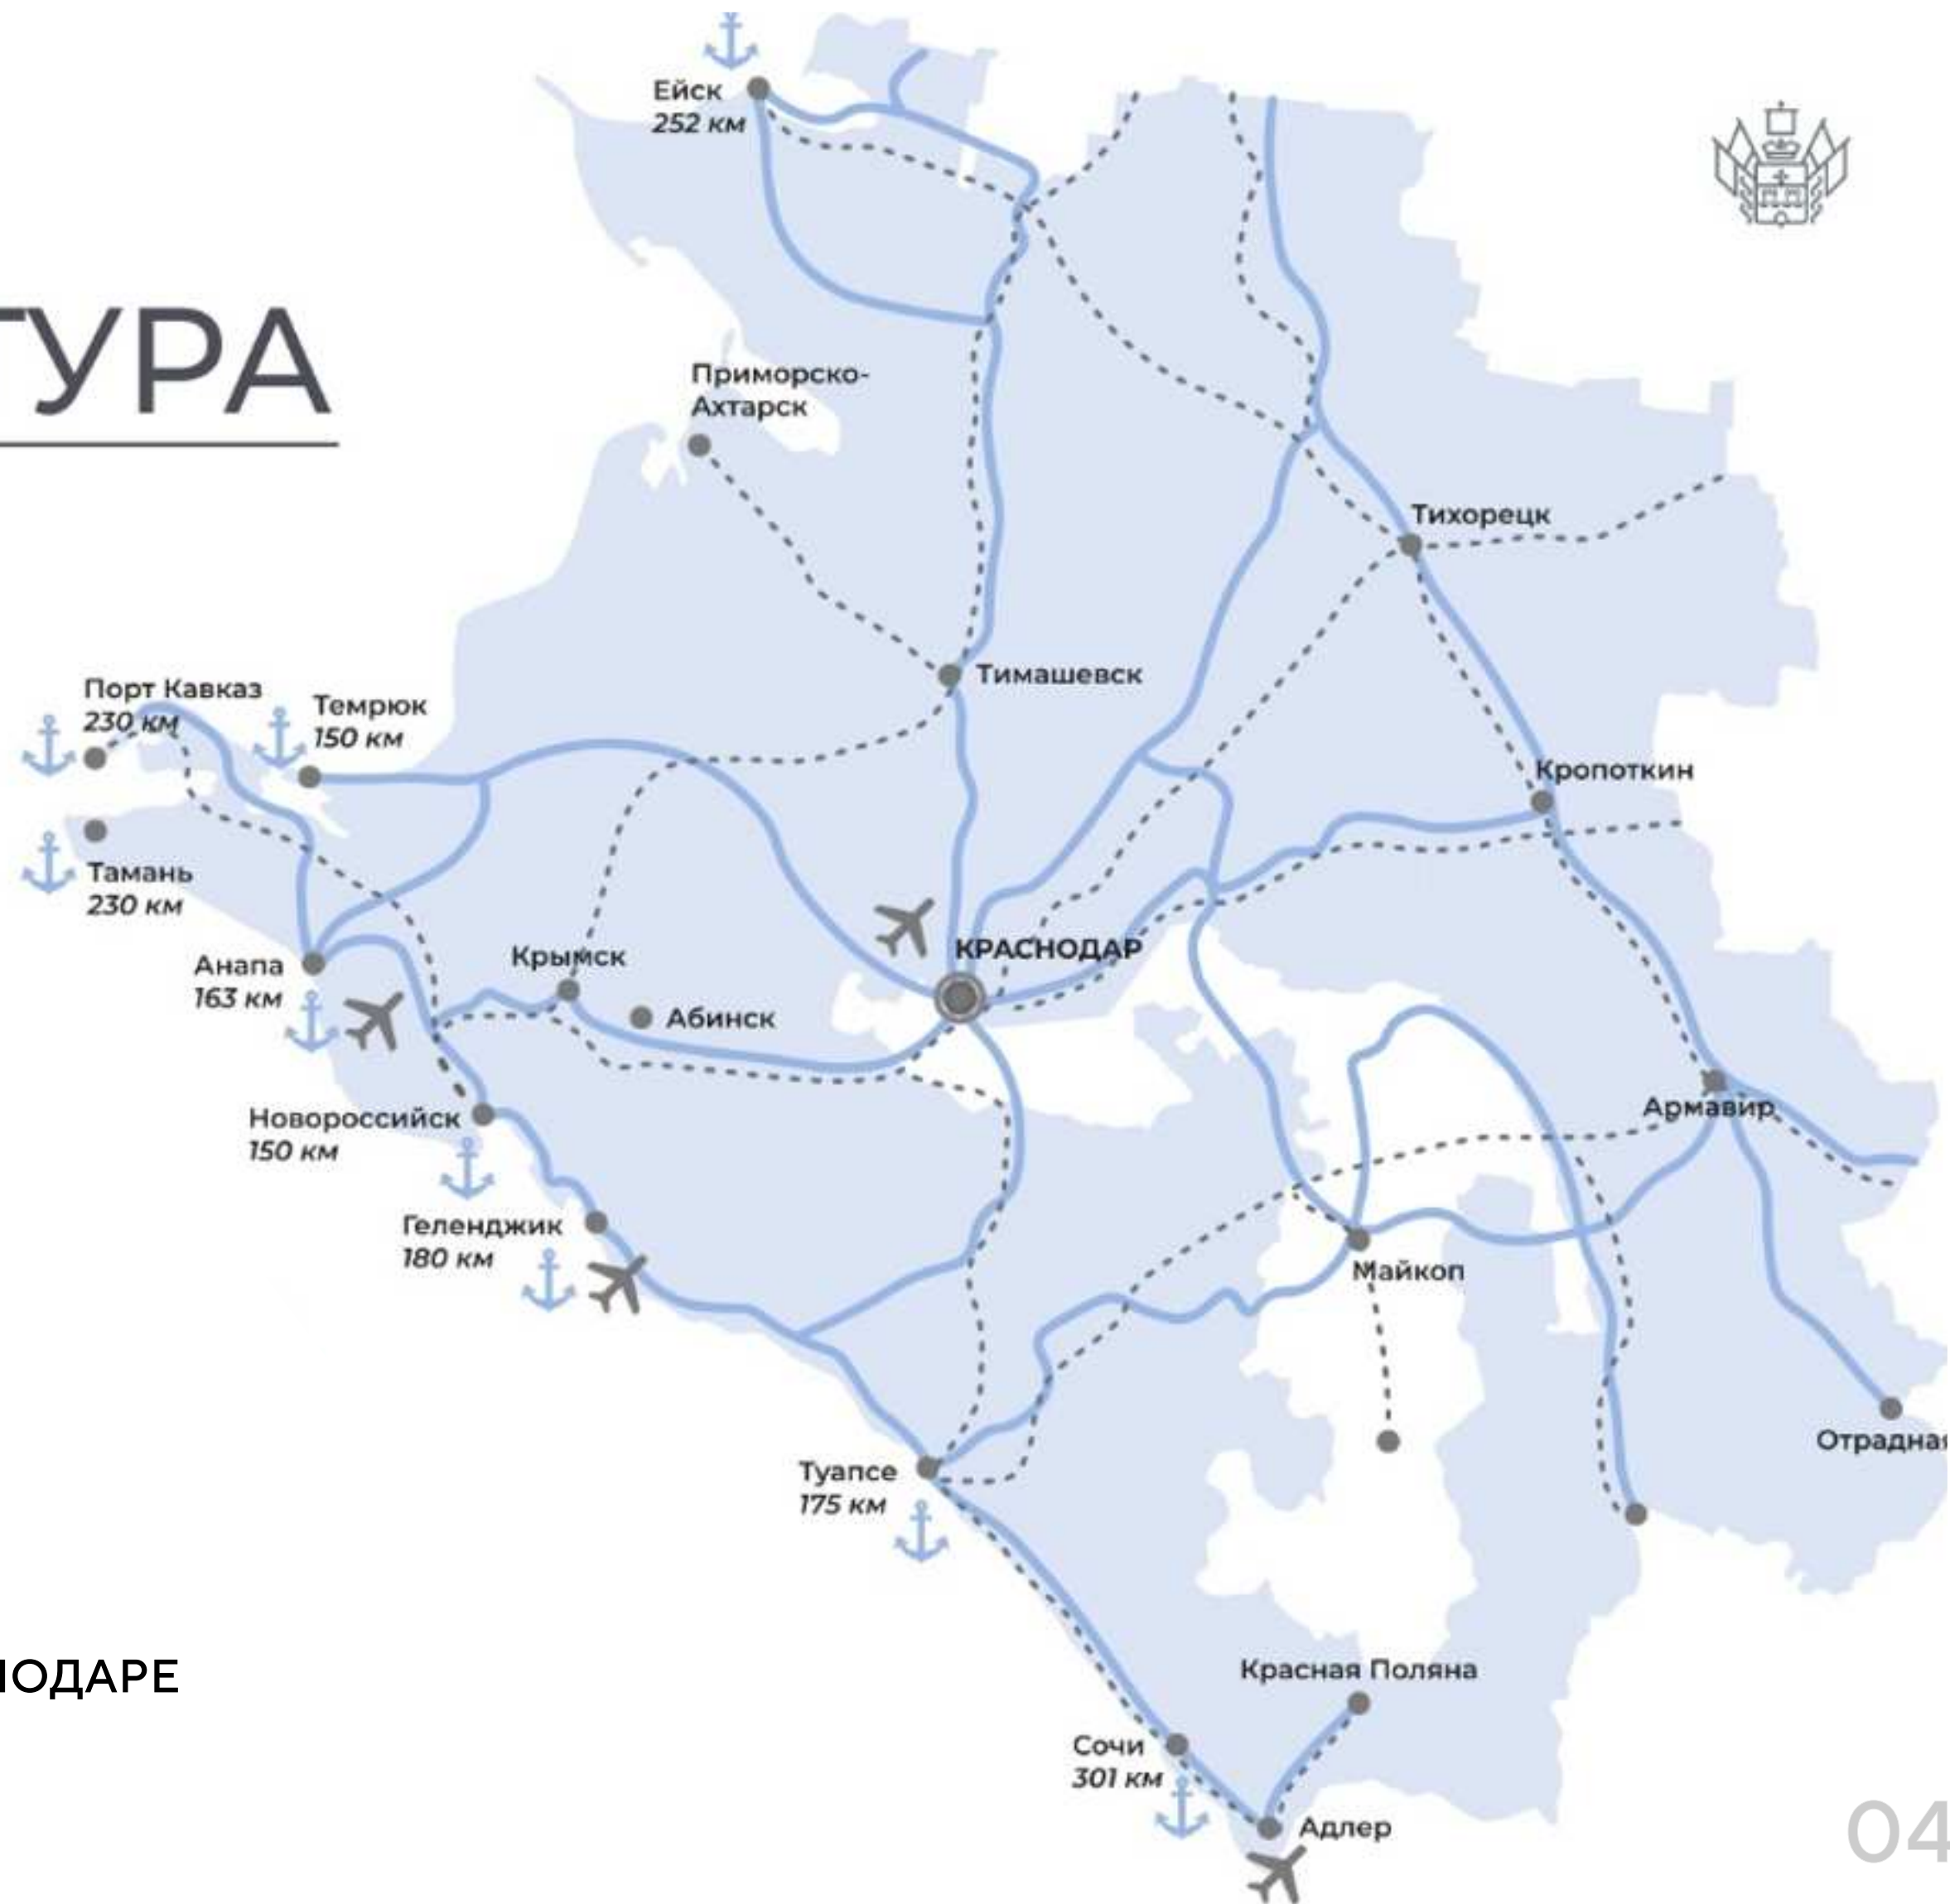 Ейск
252 км
ТУРА
Приморско-
Ахтарск
Тихорецк
Тимашевск
Порт Кавказ
230 км
Темрюк
150 км
Кропоткин
Тамань
230 км
КРАСНОДАР
Анапа
163 км
Крымск
Абинск
Армавир
Новороссийск
150 км
Геленджик
180 км
Майкоп
Отрадная
Туапсе
175 км
НОДАРЕ
Красная Поляна
Сочи
301 км
Адлер
04